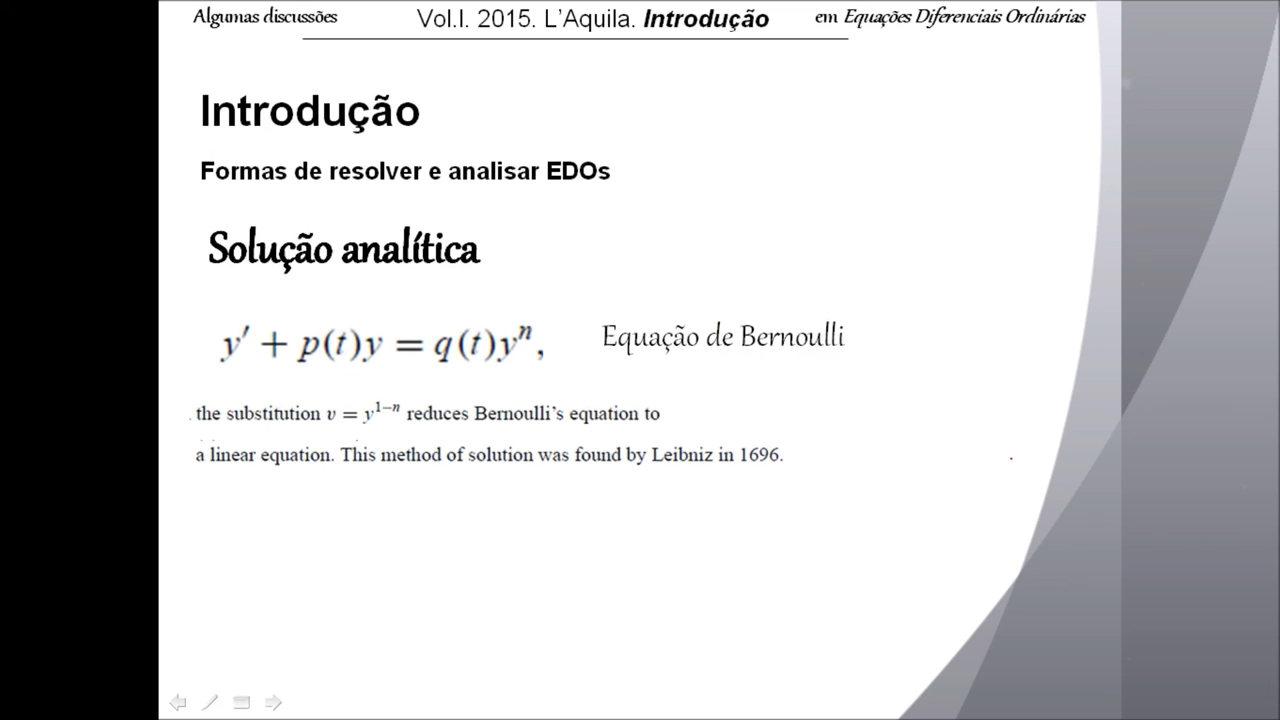 Algumas discussões Vol.I. 2015. L'Aquila. Introdução em Equações Diferenciais Ordinárias
Introdução
Formas de resolver e analisar EDOs
Solução analítica
y′ + p(t)y = q(t)yⁿ, Equação de Bernoulli
the substitution v = y¹⁻ⁿ reduces Bernoulli's equation to
a linear equation. This method of solution was found by Leibniz in 1696.